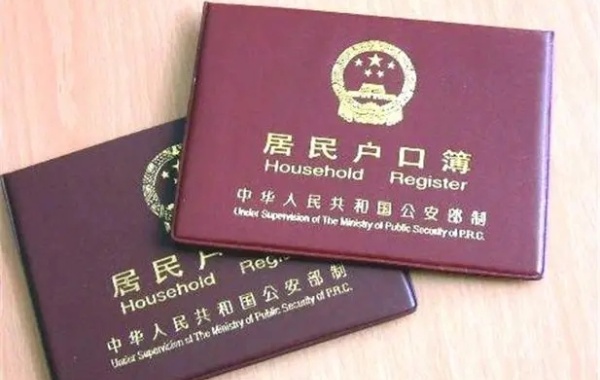 居民户口簿
Household Register
中华人民共和国公安部制
Under Supervision of The Ministry of Public Security of P.R.C.
居民户
Household Regis
中华人民共和国公安部制
Under Supervision of The Ministry of Public Security of P.R.C.